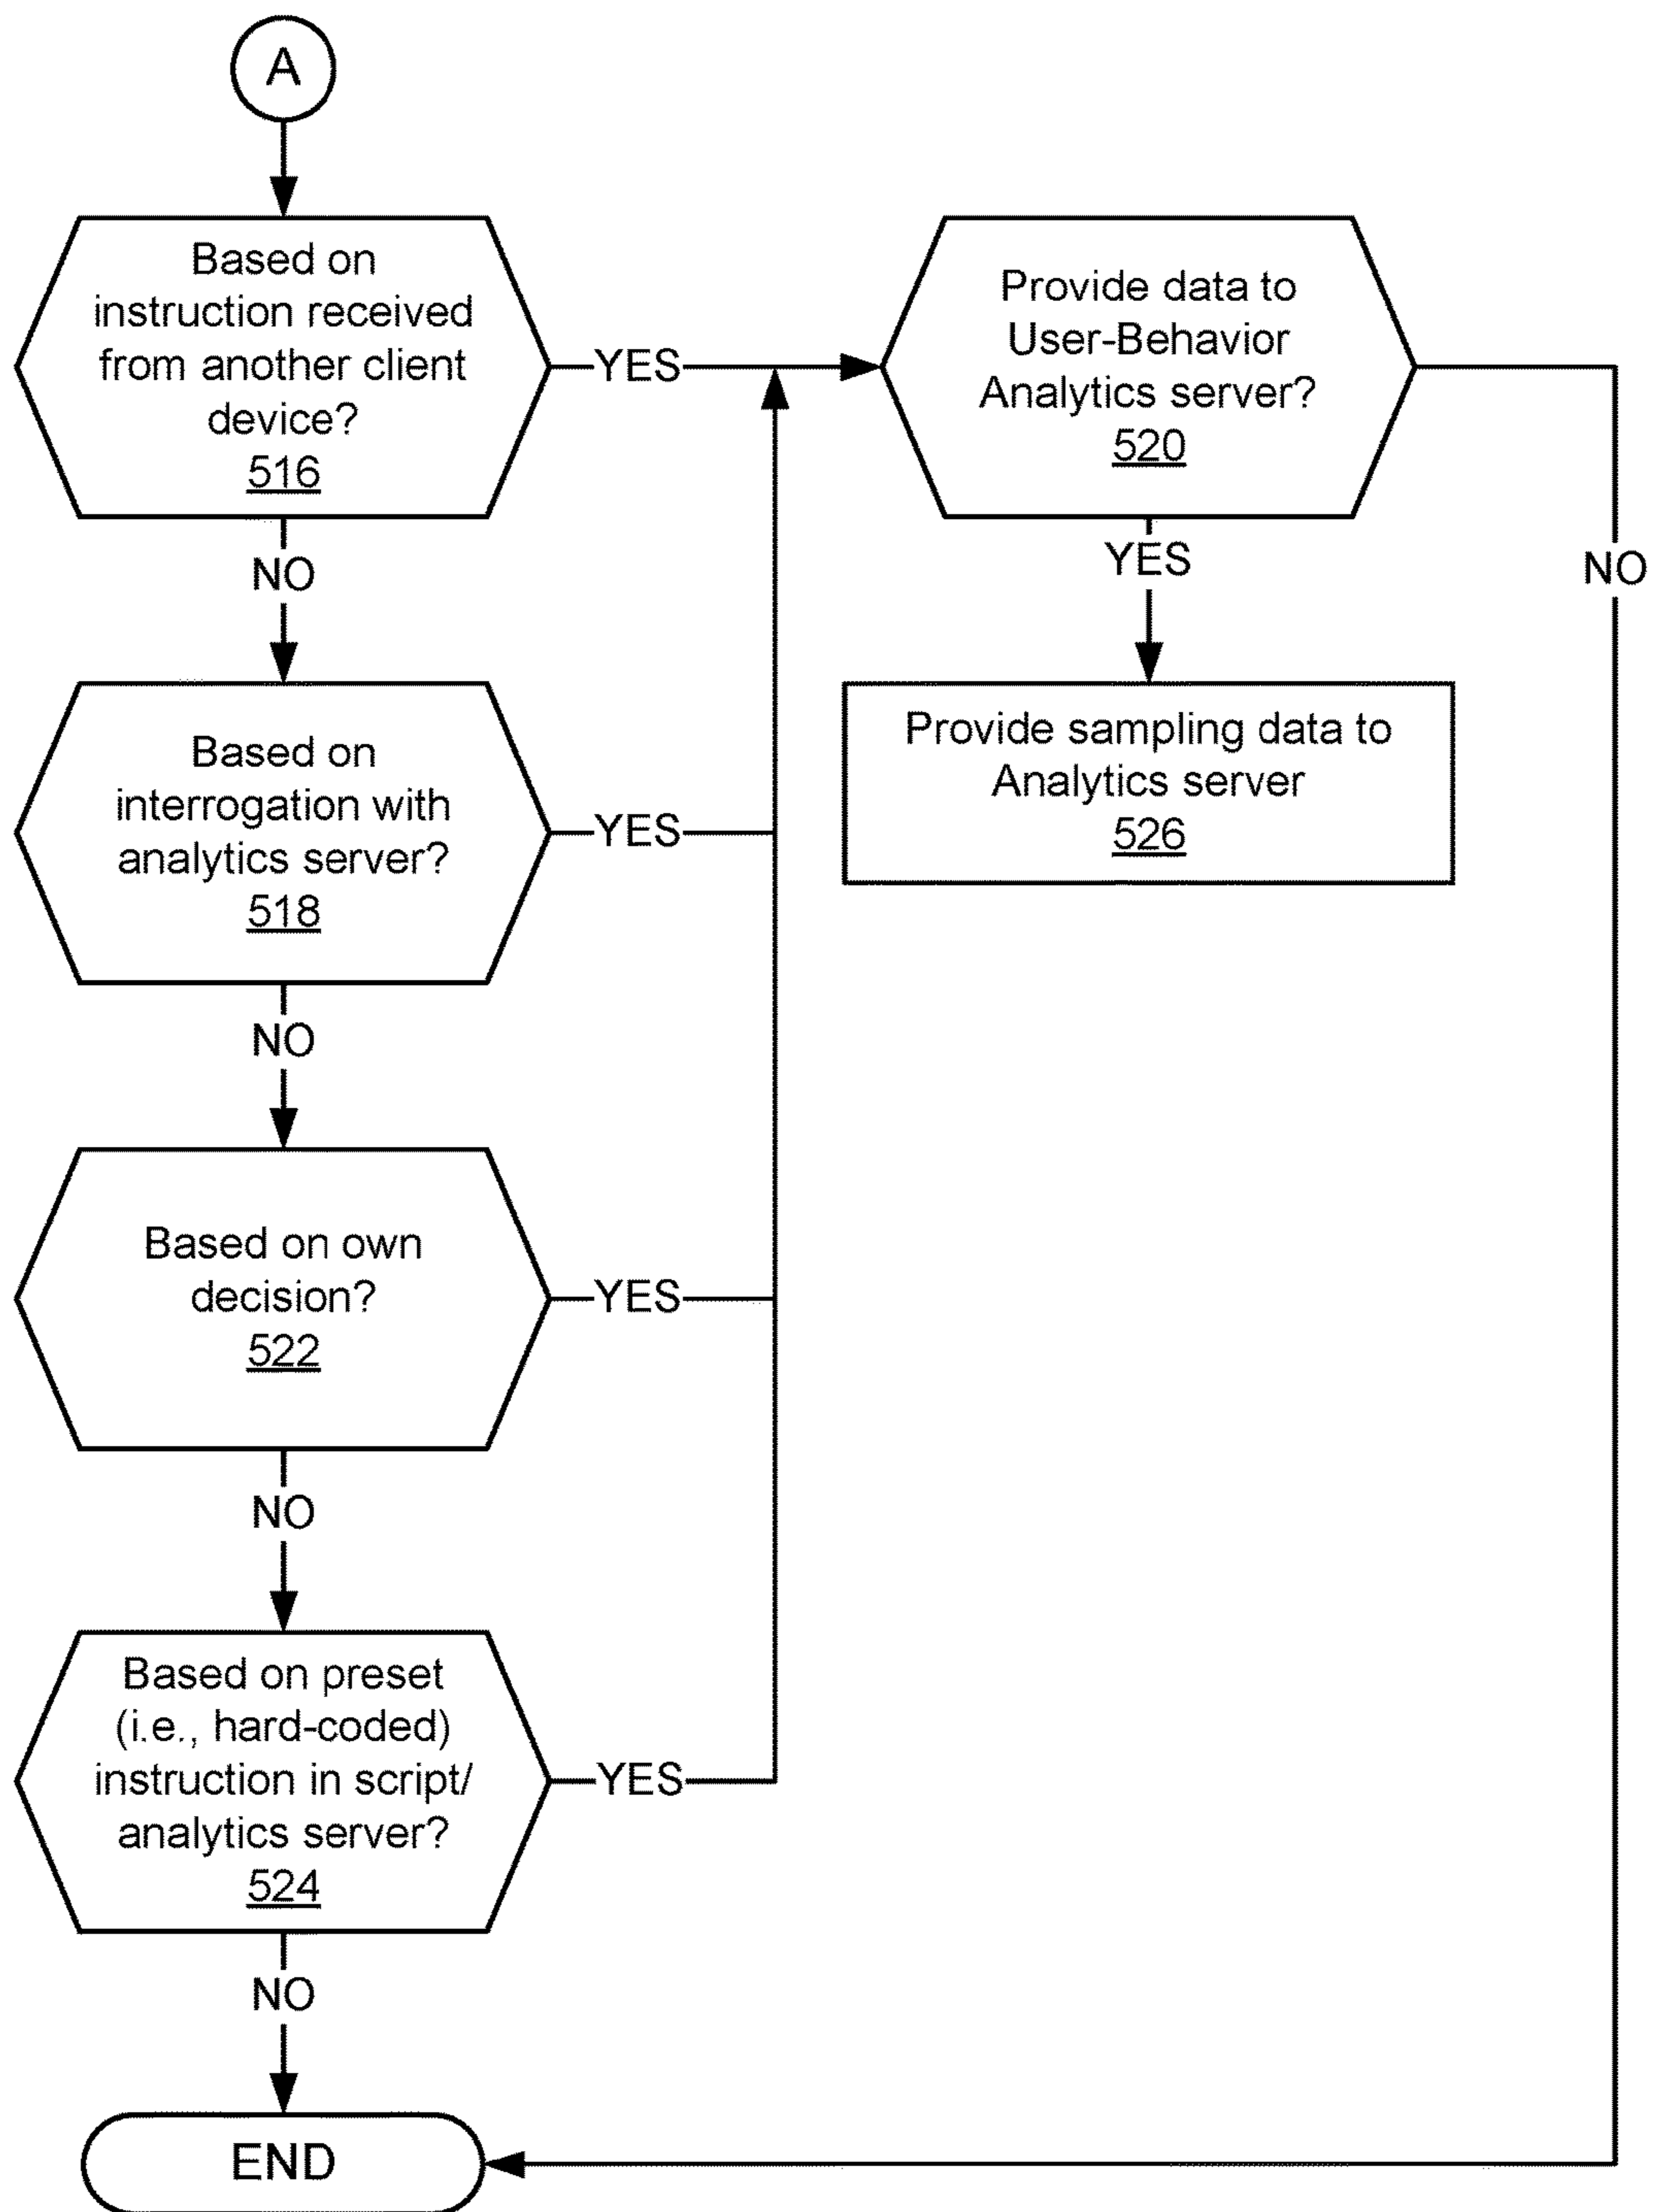 A
Based on
instruction received
from another client
device?
516
YES
NO
Provide data to
User-Behavior
Analytics server?
520
YES
NO
Provide sampling data to
Analytics server
526
Based on
interrogation with
analytics server?
518
YES
NO
Based on own
decision?
522
YES
NO
Based on preset
(i.e., hard-coded)
instruction in script/
analytics server?
524
YES
NO
END